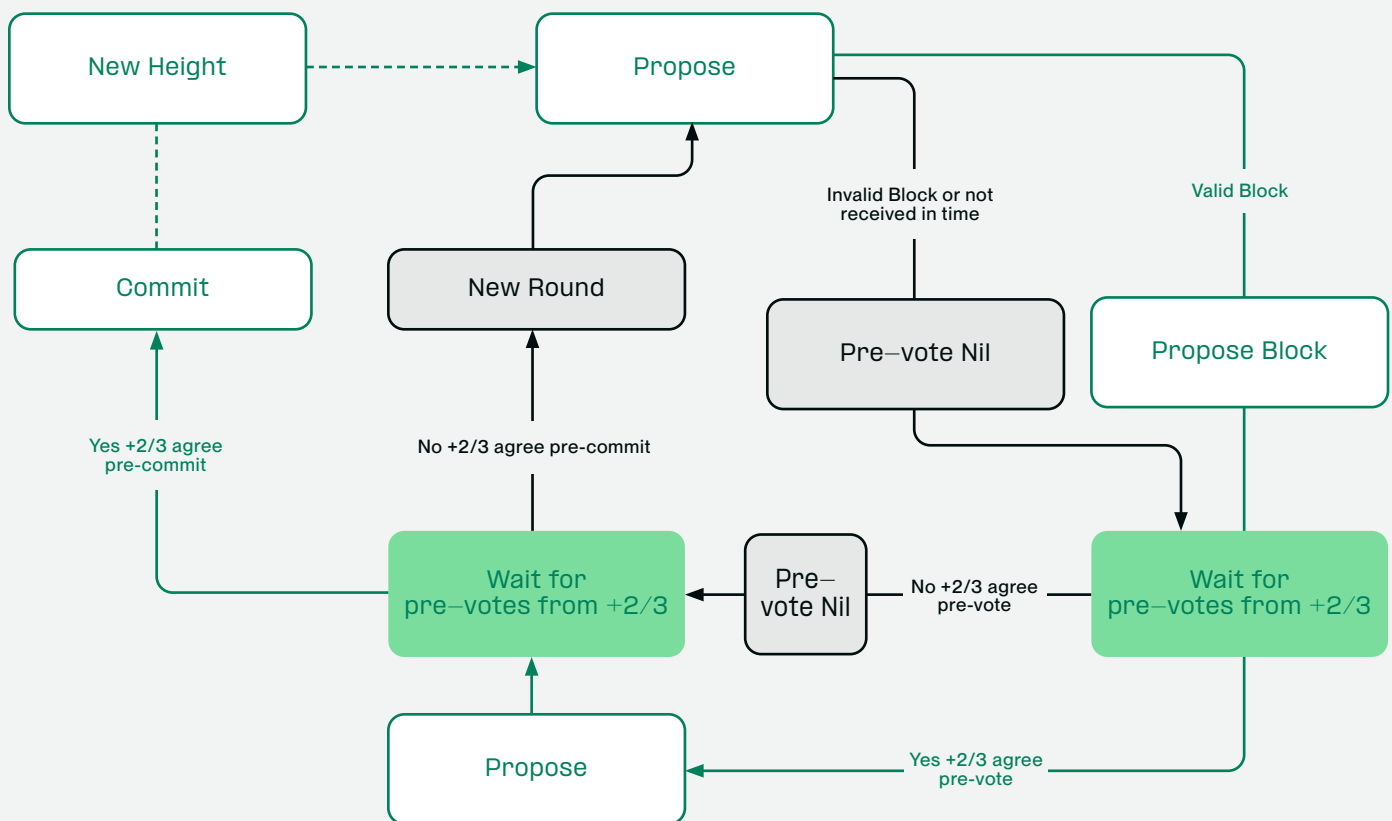 New Height
Propose
Invalid Block or not
received in time
Valid Block
Commit
New Round
Pre–vote Nil
Propose Block
Yes +2/3 agree
pre-commit
No +2/3 agree pre-commit
Wait for
pre–votes from +2/3
Pre–
vote Nil
No +2/3 agree
pre-vote
Wait for
pre–votes from +2/3
Propose
Yes +2/3 agree
pre-vote